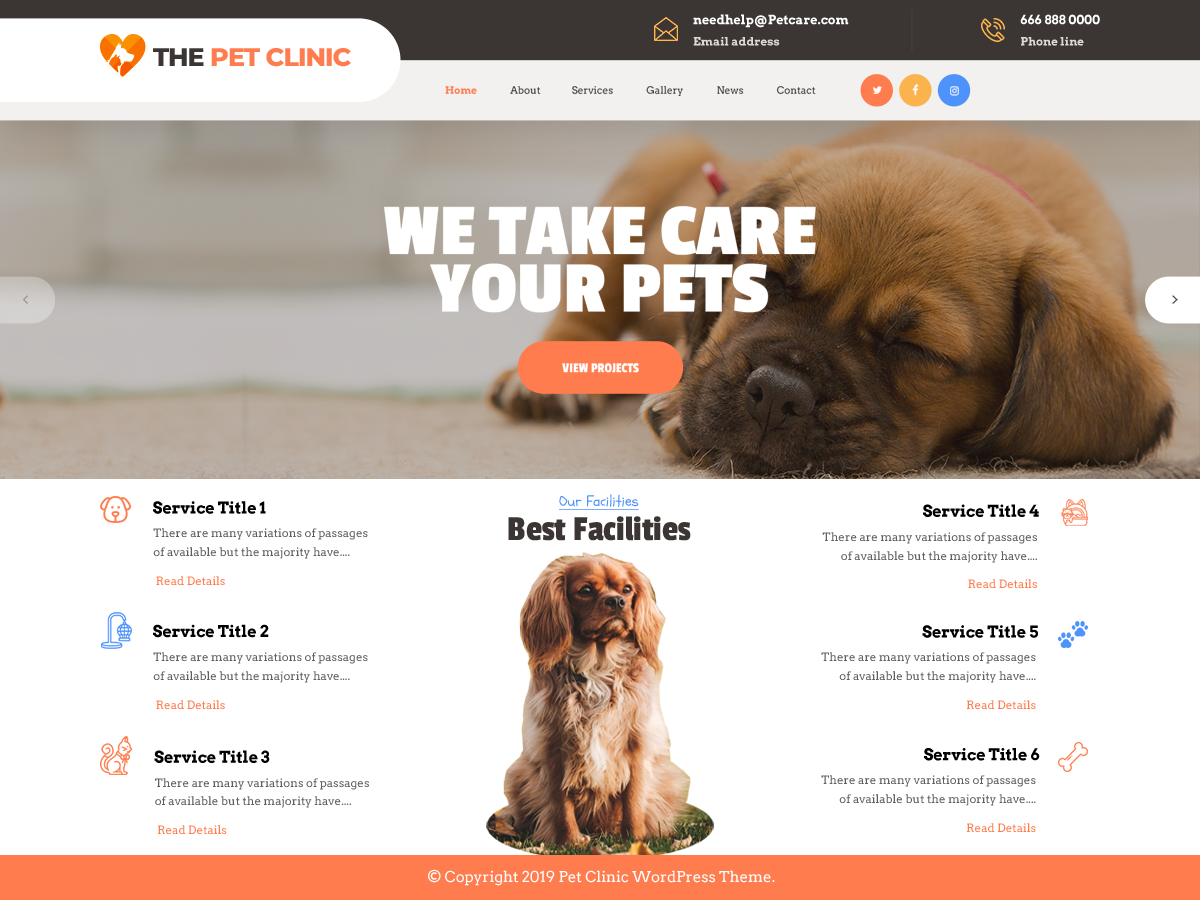 needhelp@Petcare.com
Email address
666 888 0000
Phone line
THE PET CLINIC
Home
About
Services
Gallery
News
Contact
WE TAKE CARE
YOUR PETS
VIEW PROJECTS
Our Facilities
Best Facilities
Service Title 1
There are many variations of passages
of available but the majority have....
Read Details
Service Title 2
There are many variations of passages
of available but the majority have....
Read Details
Service Title 3
There are many variations of passages
of available but the majority have....
Read Details
Service Title 4
There are many variations of passages
of available but the majority have....
Read Details
Service Title 5
There are many variations of passages
of available but the majority have....
Read Details
Service Title 6
There are many variations of passages
of available but the majority have....
Read Details
© Copyright 2019 Pet Clinic WordPress Theme.